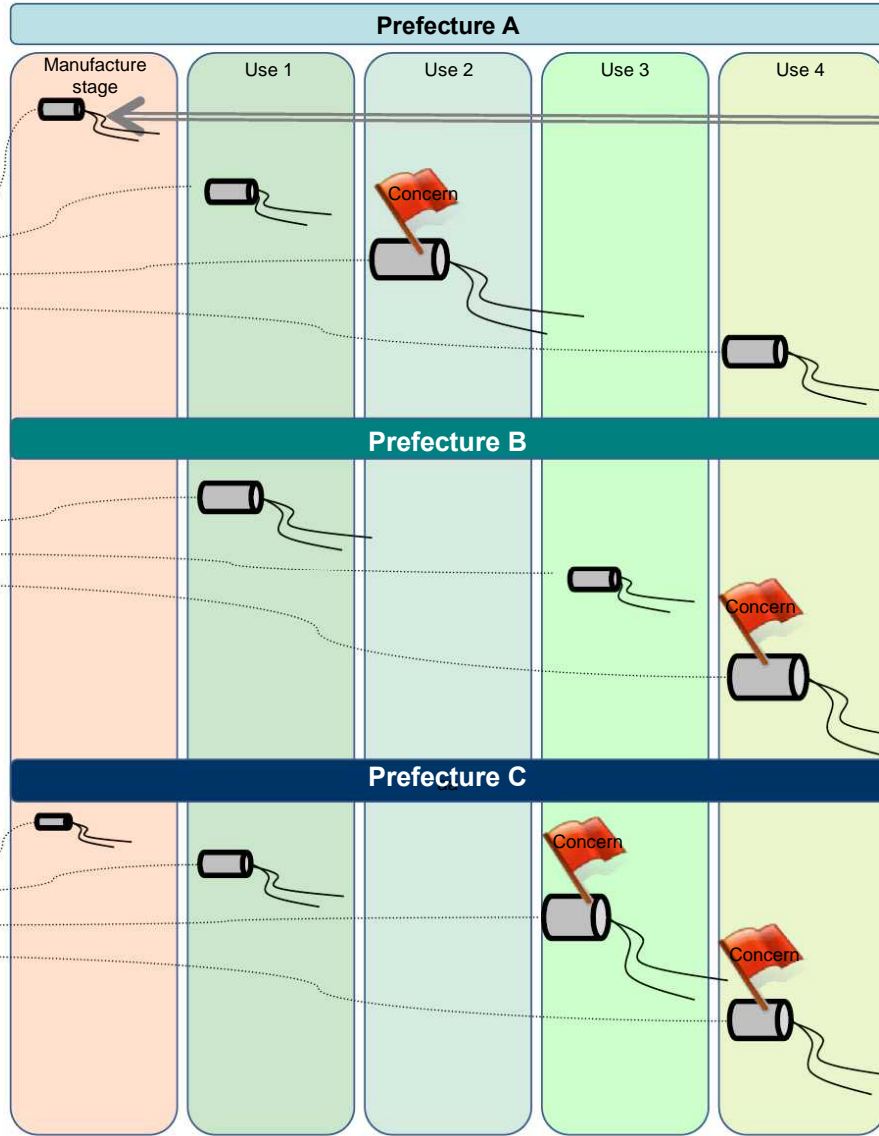 Prefecture A
Manufacture
stage
Use 1
Use 2
Use 3
Use 4
Concern
Prefecture B
Concern
Prefecture C
Concern
Concern